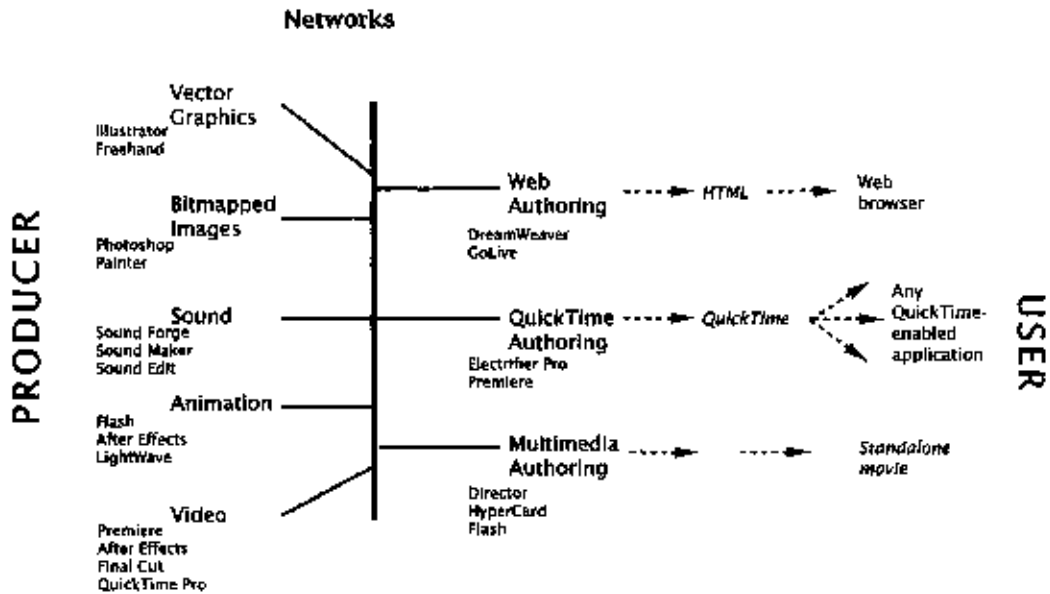 Networks
PRODUCER
Vector
Graphics
Illustrator
Freehand
Bitmapped
Images
Photoshop
Painter
Sound
Sound Forge
Sound Maker
Sound Edit
Animation
Flash
After Effects
LightWave
Video
Premiere
After Effects
Final Cut
QuickTime Pro
Web
Authoring
DreamWeaver
GoLive
HTML
Web
browser
QuickTime
Authoring
Electrifier Pro
Premiere
QuickTime
Any
QuickTime-
enabled
application
Multimedia
Authoring
Director
HyperCard
Flash
Standalone
movie
USER